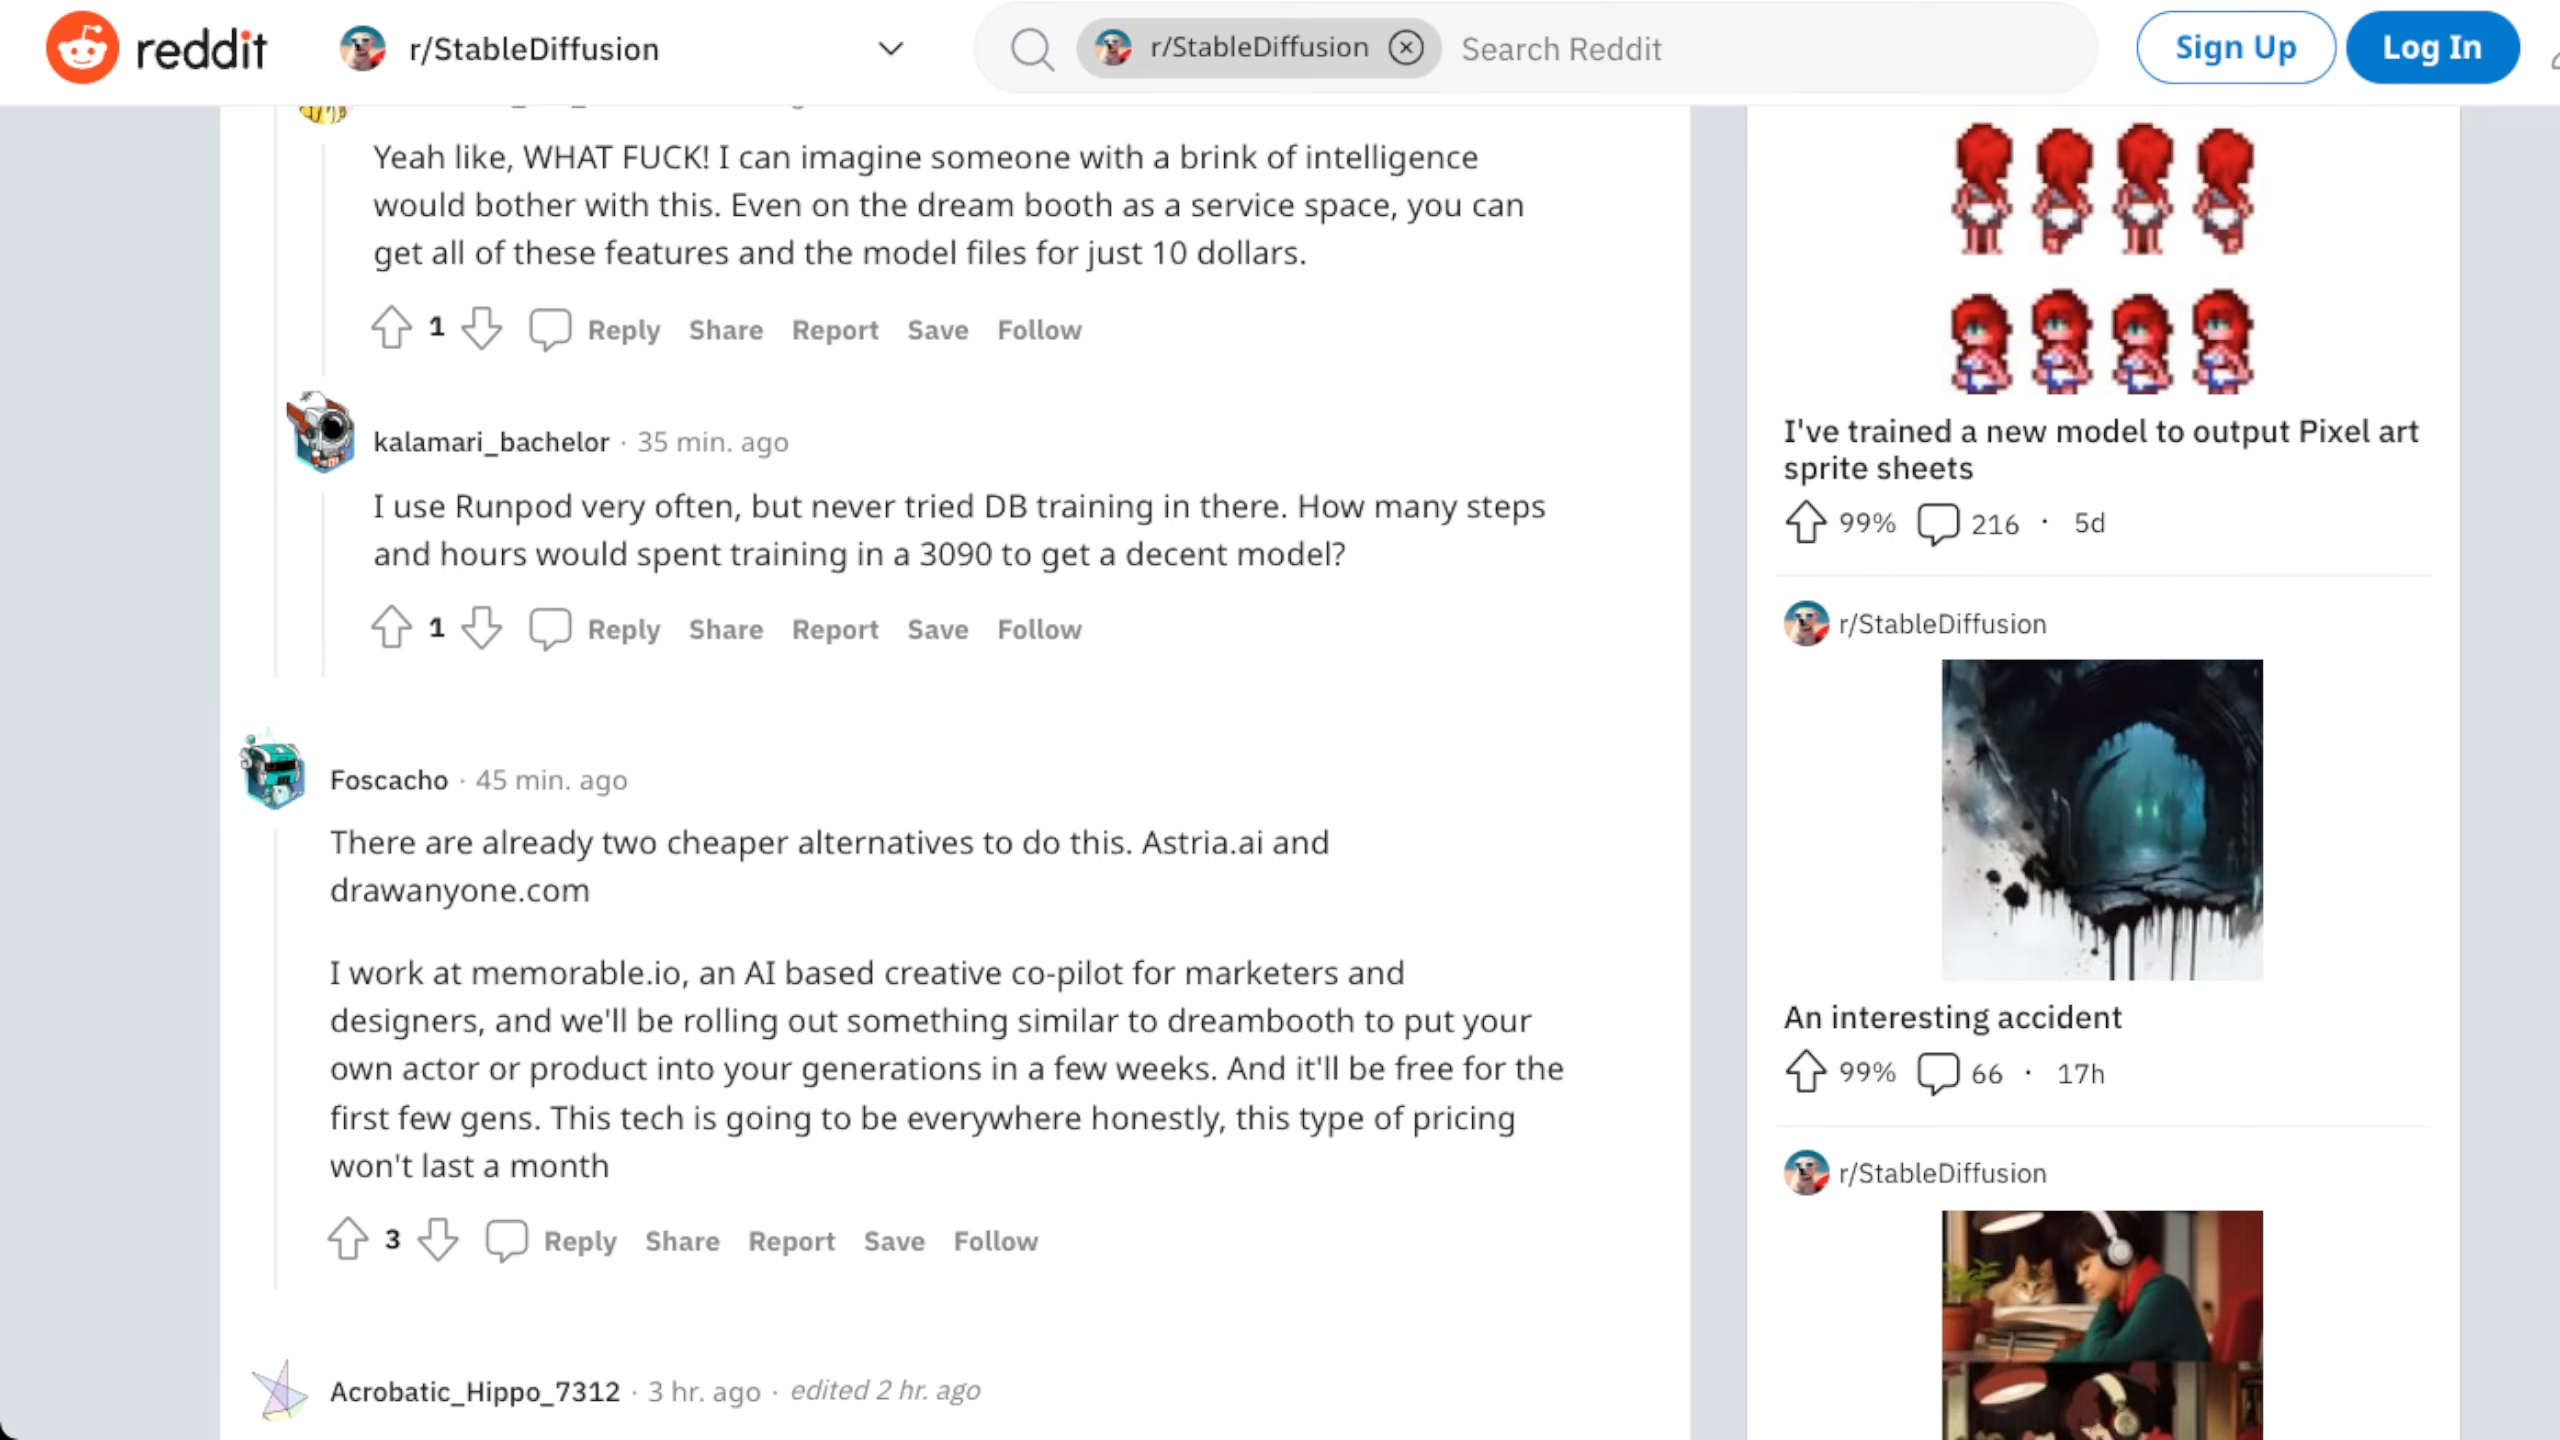 reddit
r/StableDiffusion
r/StableDiffusion
Search Reddit
Sign Up
Log In
Yeah like, WHAT FUCK! I can imagine someone with a brink of intelligence
would bother with this. Even on the dream booth as a service space, you can
get all of these features and the model files for just 10 dollars.
1
Reply Share Report Save Follow
kalamari_bachelor · 35 min. ago
I use Runpod very often, but never tried DB training in there. How many steps
and hours would spent training in a 3090 to get a decent model?
1
Reply Share Report Save Follow
Foscacho · 45 min. ago
There are already two cheaper alternatives to do this. Astria.ai and
drawanyone.com
I work at memorable.io, an AI based creative co-pilot for marketers and
designers, and we'll be rolling out something similar to dreambooth to put your
own actor or product into your generations in a few weeks. And it'll be free for the
first few gens. This tech is going to be everywhere honestly, this type of pricing
won't last a month
3
Reply Share Report Save Follow
Acrobatic_Hippo_7312 · 3 hr. ago · edited 2 hr. ago
I've trained a new model to output Pixel art
sprite sheets
99% 216 · 5d
r/StableDiffusion
An interesting accident
99% 66 · 17h
r/StableDiffusion